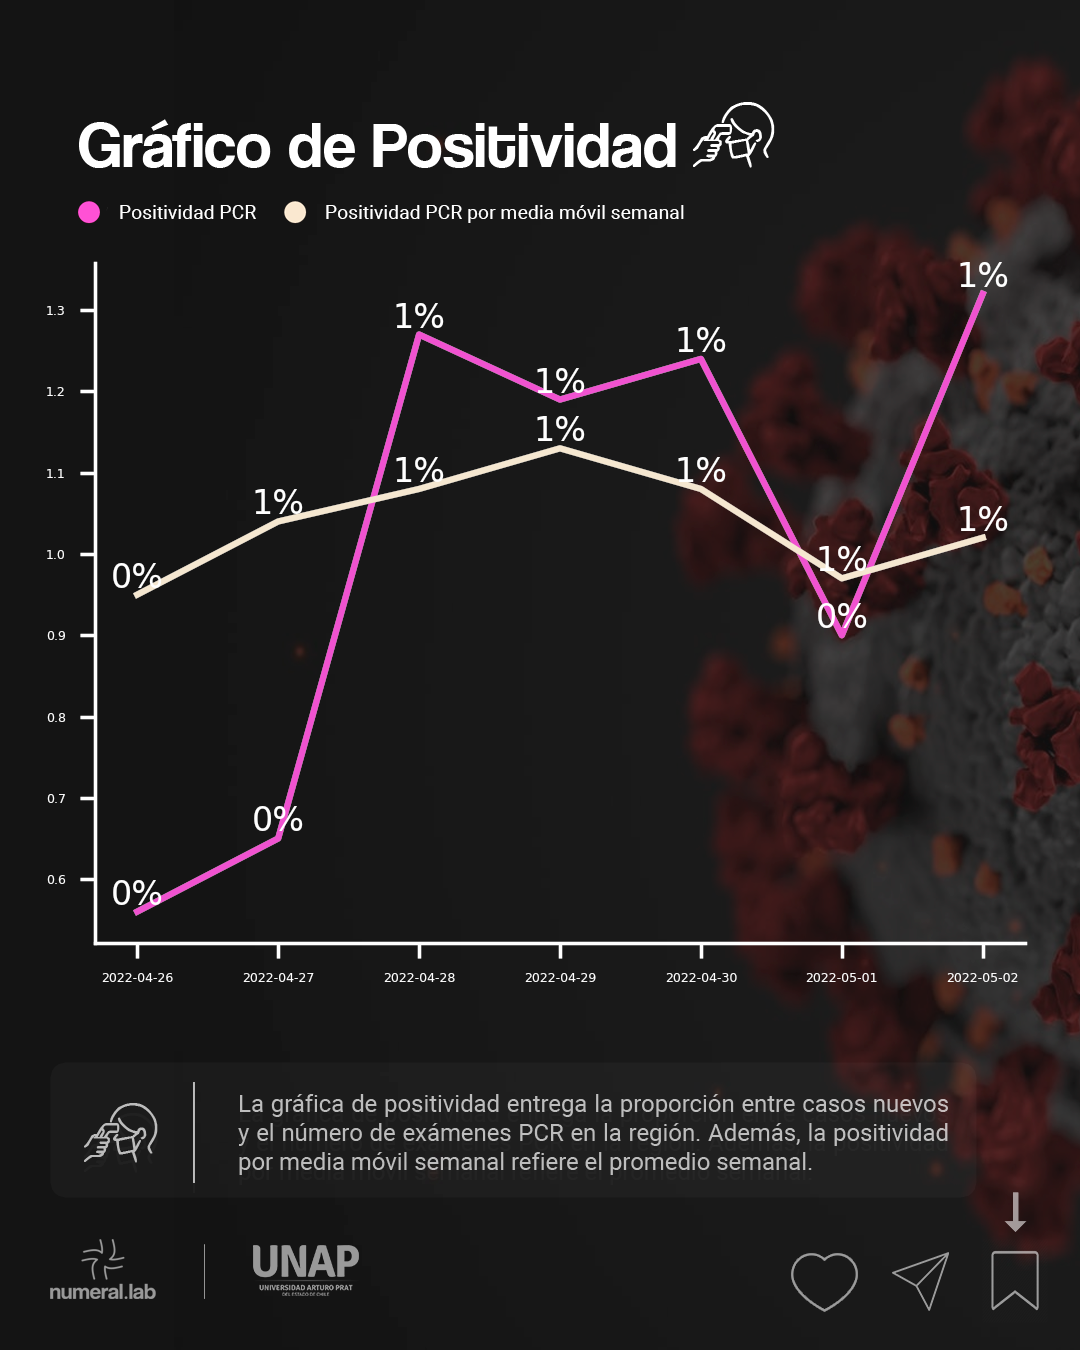 Gráfico de Positividad
Positividad PCR
Positividad PCR por media móvil semanal
1.3
1.2
1.1
1.0
0.9
0.8
0.7
0.6
1%
1%
1%
1%
1%
1%
1%
1%
1%
0%
1%
0%
0%
0%
2022-04-26
2022-04-27
2022-04-28
2022-04-29
2022-04-30
2022-05-01
2022-05-02
La gráfica de positividad entrega la proporción entre casos nuevos
y el número de exámenes PCR en la región. Además, la positividad
por media móvil semanal refiere el promedio semanal.
numeral.lab
UNAP
UNIVERSIDAD ARTURO PRAT
DEL ESTADO DE CHILE